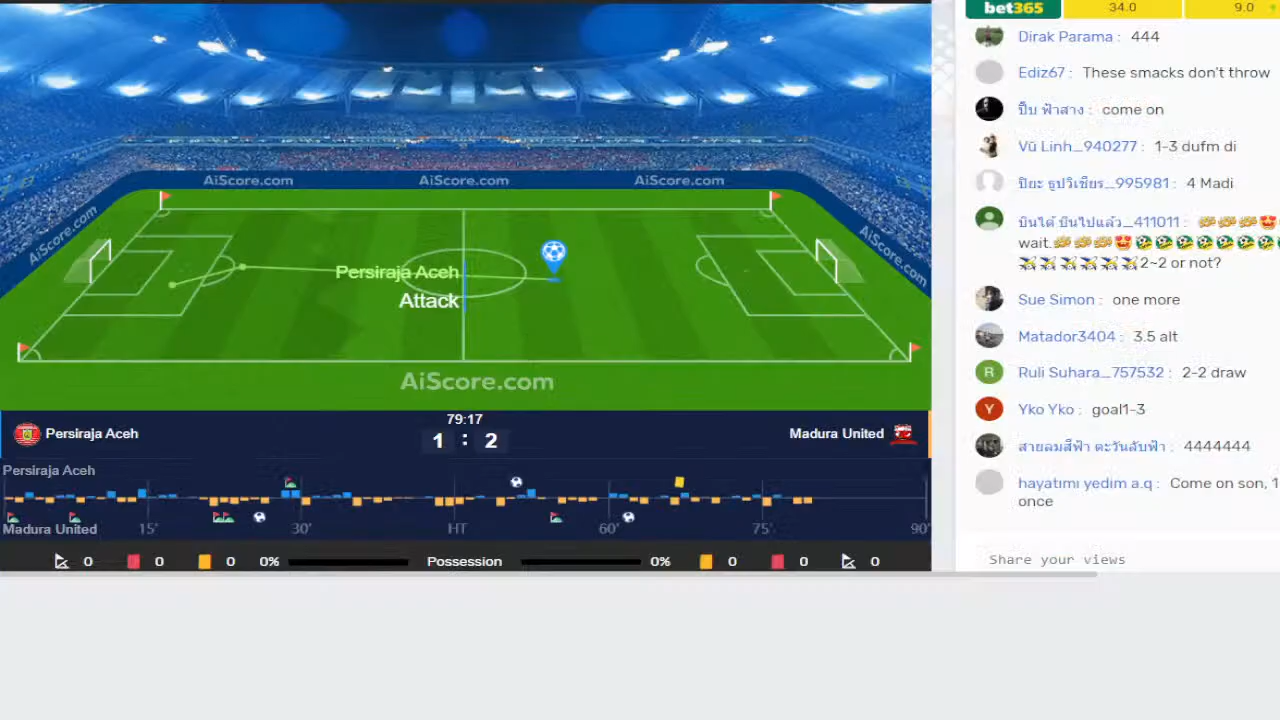 bet365 34.0 9.0
AiScore.com AiScore.com AiScore.com
AiScore.com
AiScore.com
Persiraja Aceh
Attack
AiScore.com
79:17
Persiraja Aceh 1 : 2 Madura United
Persiraja Aceh
Madura United 15' 30' HT 60' 75' 90'
0 0 0 0% Possession 0% 0 0 0
Dirak Parama : 444
Ediz67 : These smacks don't throw
ปิ๊บ ฟ้าสาง : come on
Vũ Linh_940277 : 1-3 dufm di
ปิยะ ธูปวิเชียร_995981 : 4 Madi
บินได้ บินไปแล้ว_411011 :
wait.
2~2 or not?
Sue Simon : one more
Matador3404 : 3.5 alt
R Ruli Suhara_757532 : 2-2 draw
Y Yko Yko : goal1-3
สายลมสีฟ้า ตะวันลับฟ้า : 4444444
hayatımı yedim a.q : Come on son, 1
once
Share your views